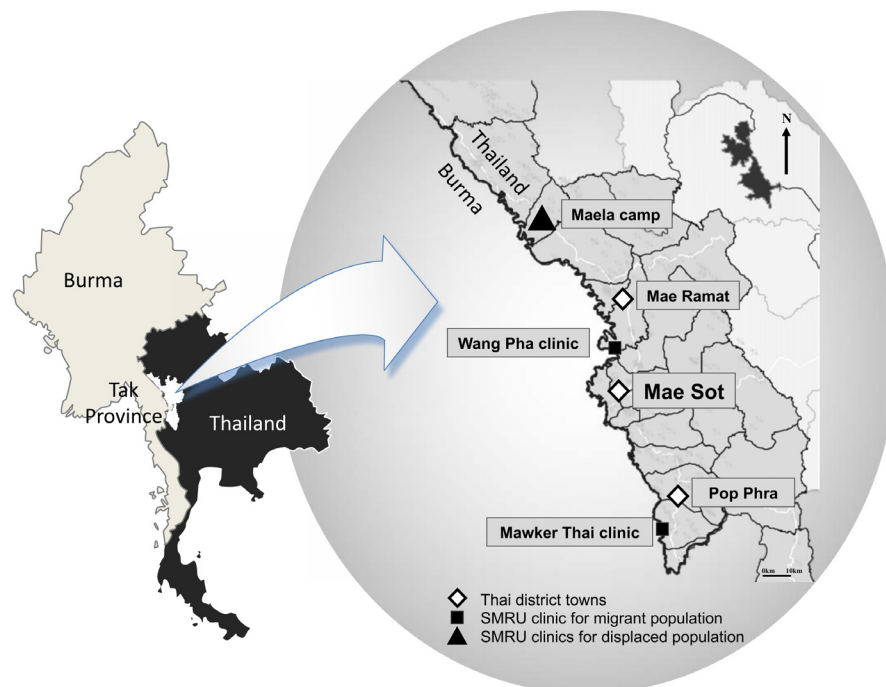 Burma
Tak
Province
Thailand
Thailand
Burma
N
Maela camp
Mae Ramat
Wang Pha clinic
Mae Sot
Pop Phra
Mawker Thai clinic
0km 10km
Thai district towns
SMRU clinic for migrant population
SMRU clinics for displaced population